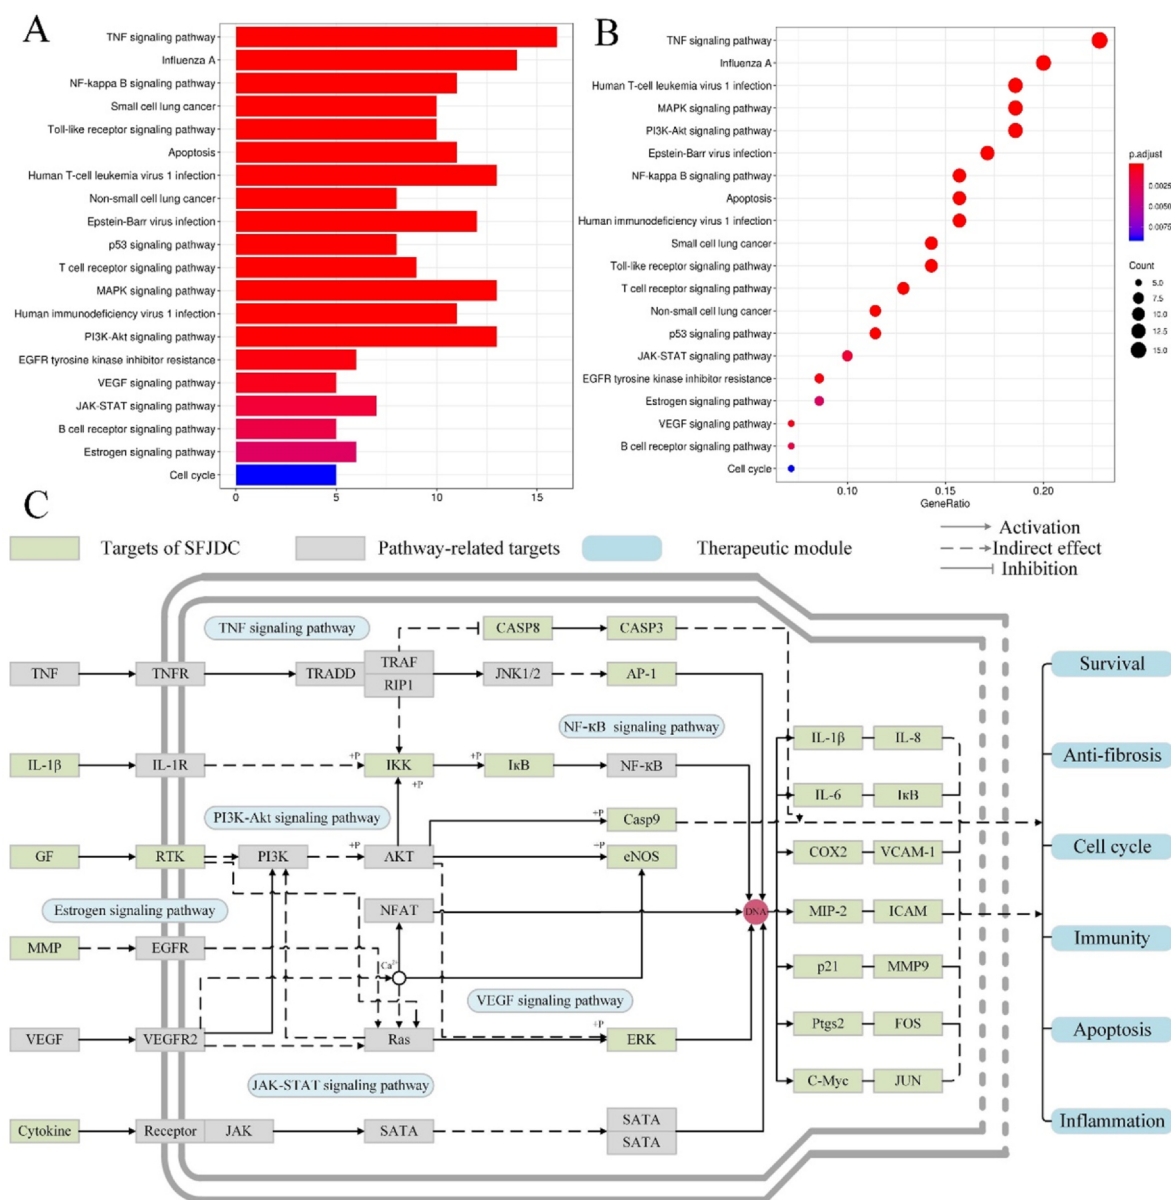 A
TNF signaling pathway
Influenza A
NF-kappa B signaling pathway
Small cell lung cancer
Toll-like receptor signaling pathway
Apoptosis
Human T-cell leukemia virus 1 infection
Non-small cell lung cancer
Epstein-Barr virus infection
p53 signaling pathway
T cell receptor signaling pathway
MAPK signaling pathway
Human immunodeficiency virus 1 infection
PI3K-Akt signaling pathway
EGFR tyrosine kinase inhibitor resistance
VEGF signaling pathway
JAK-STAT signaling pathway
B cell receptor signaling pathway
Estrogen signaling pathway
Cell cycle
0 5 10 15
B
TNF signaling pathway
Influenza A
Human T-cell leukemia virus 1 infection
MAPK signaling pathway
PI3K-Akt signaling pathway
Epstein-Barr virus infection
NF-kappa B signaling pathway
Apoptosis
Human immunodeficiency virus 1 infection
Small cell lung cancer
Toll-like receptor signaling pathway
T cell receptor signaling pathway
Non-small cell lung cancer
p53 signaling pathway
JAK-STAT signaling pathway
EGFR tyrosine kinase inhibitor resistance
Estrogen signaling pathway
VEGF signaling pathway
B cell receptor signaling pathway
Cell cycle
0.10 0.15 0.20
GeneRatio
p.adjust
0.0025
0.0050
0.0075
Count
5.0
7.5
10.0
12.5
15.0
C
Targets of SFJDC
Pathway-related targets
Therapeutic module
Activation
Indirect effect
Inhibition
TNF signaling pathway
CASP8 CASP3
TNF TNFR TRADD TRAF RIP1 JNK1/2 AP-1
NF-κB signaling pathway
IL-1β IL-1R +P IKK +P IκB NF-κB
+P
PI3K-Akt signaling pathway
+P Casp9
GF RTK PI3K +P AKT +P eNOS
Estrogen signaling pathway
NFAT DNA
MMP EGFR
Ca²⁺
VEGF signaling pathway
VEGF VEGFR2 Ras +P ERK
JAK-STAT signaling pathway
Cytokine Receptor JAK SATA SATA
SATA
IL-1β IL-8
IL-6 IκB
COX2 VCAM-1
MIP-2 ICAM
p21 MMP9
Ptgs2 FOS
C-Myc JUN
Survival
Anti-fibrosis
Cell cycle
Immunity
Apoptosis
Inflammation